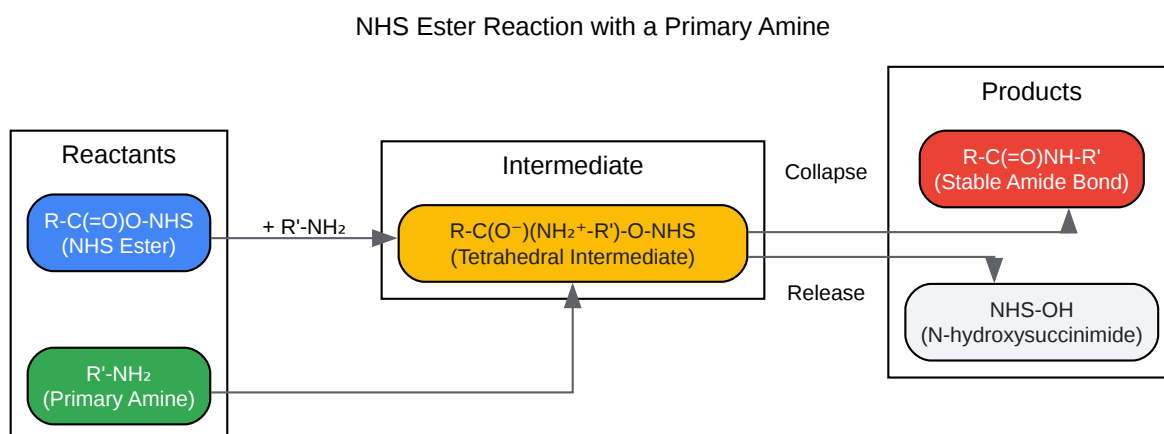 NHS Ester Reaction with a Primary Amine
Reactants
R-C(=O)O-NHS
(NHS Ester)
R'-NH₂
(Primary Amine)
+ R'-NH₂
Intermediate
R-C(O⁻)(NH₂⁺-R')-O-NHS
(Tetrahedral Intermediate)
Collapse
Release
Products
R-C(=O)NH-R'
(Stable Amide Bond)
NHS-OH
(N-hydroxysuccinimide)